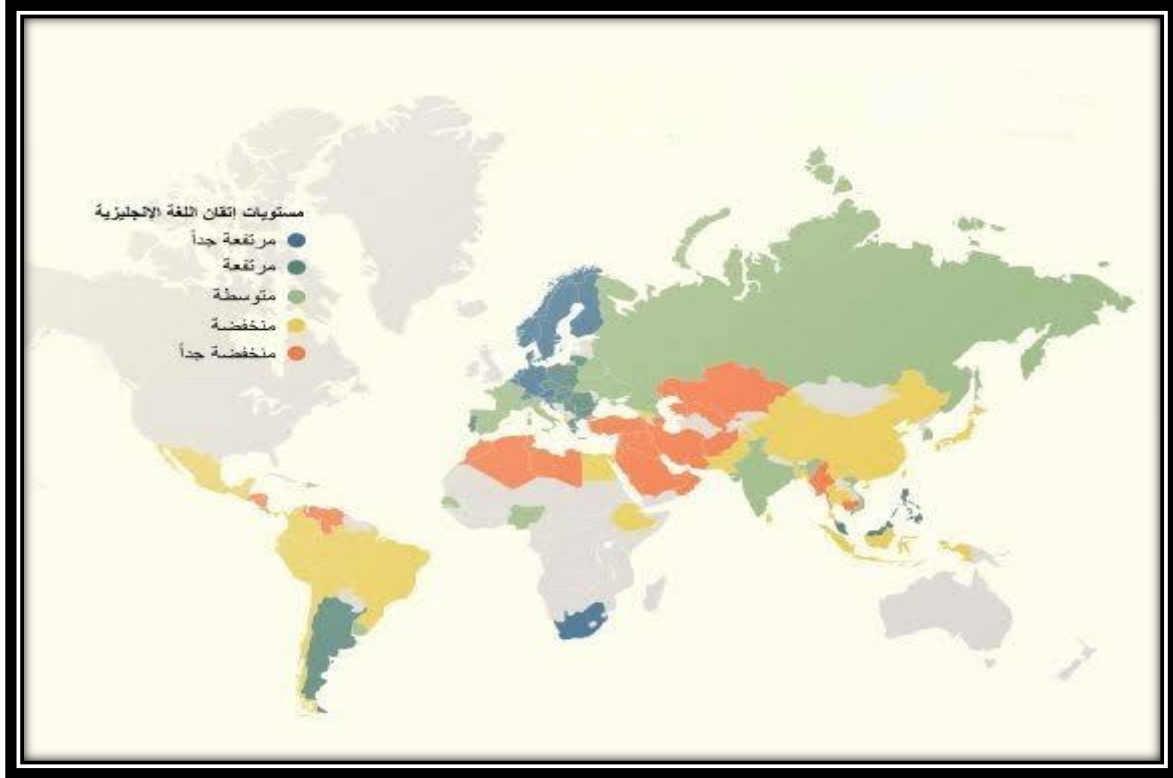 مستويات إتقان اللغة الانجليزية
مرتفعة جداً
مرتفعة
متوسطة
منخفضة
منخفضة جداً